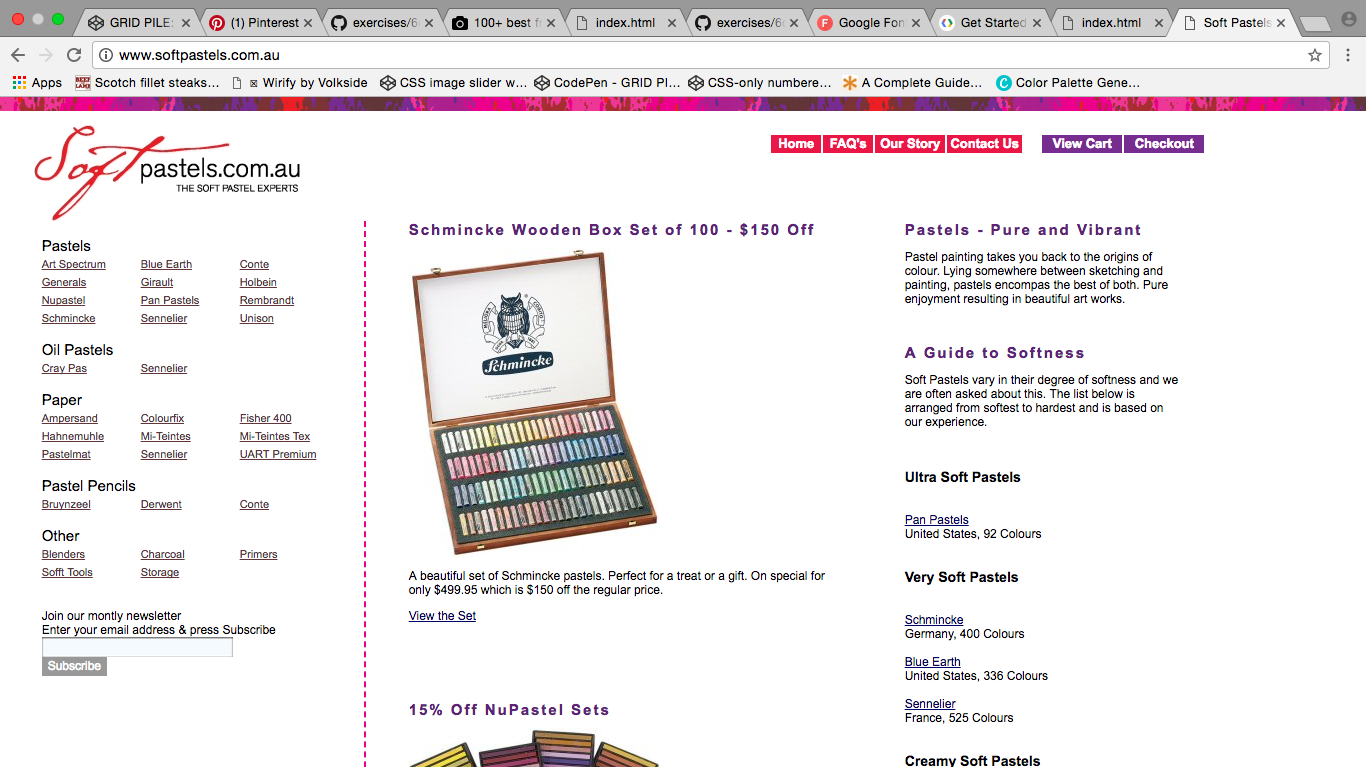 GRID PILE:
(1) Pinterest
exercises/6
100+ best f
index.html
exercises/6
Google Fon
Get Started
index.html
Soft Pastels
www.softpastels.com.au
Apps
Scotch fillet steaks...
Wirify by Volkside
CSS image slider w...
CodePen - GRID PI...
CSS-only numbere...
A Complete Guide...
Color Palette Gene...
Soft pastels.com.au
THE SOFT PASTEL EXPERTS
Home FAQ's Our Story Contact Us View Cart Checkout
Pastels
Art Spectrum Blue Earth Conte
Generals Girault Holbein
Nupastel Pan Pastels Rembrandt
Schmincke Sennelier Unison
Oil Pastels
Cray Pas Sennelier
Paper
Ampersand Colourfix Fisher 400
Hahnemuhle Mi-Teintes Mi-Teintes Tex
Pastelmat Sennelier UART Premium
Pastel Pencils
Bruynzeel Derwent Conte
Other
Blenders Charcoal Primers
Sofft Tools Storage
Join our montly newsletter
Enter your email address & press Subscribe
Subscribe
Schmincke Wooden Box Set of 100 - $150 Off
Schmincke
A beautiful set of Schmincke pastels. Perfect for a treat or a gift. On special for
only $499.95 which is $150 off the regular price.
View the Set
15% Off NuPastel Sets
Pastels - Pure and Vibrant
Pastel painting takes you back to the origins of
colour. Lying somewhere between sketching and
painting, pastels encompas the best of both. Pure
enjoyment resulting in beautiful art works.
A Guide to Softness
Soft Pastels vary in their degree of softness and we
are often asked about this. The list below is
arranged from softest to hardest and is based on
our experience.
Ultra Soft Pastels
Pan Pastels
United States, 92 Colours
Very Soft Pastels
Schmincke
Germany, 400 Colours
Blue Earth
United States, 336 Colours
Sennelier
France, 525 Colours
Creamy Soft Pastels